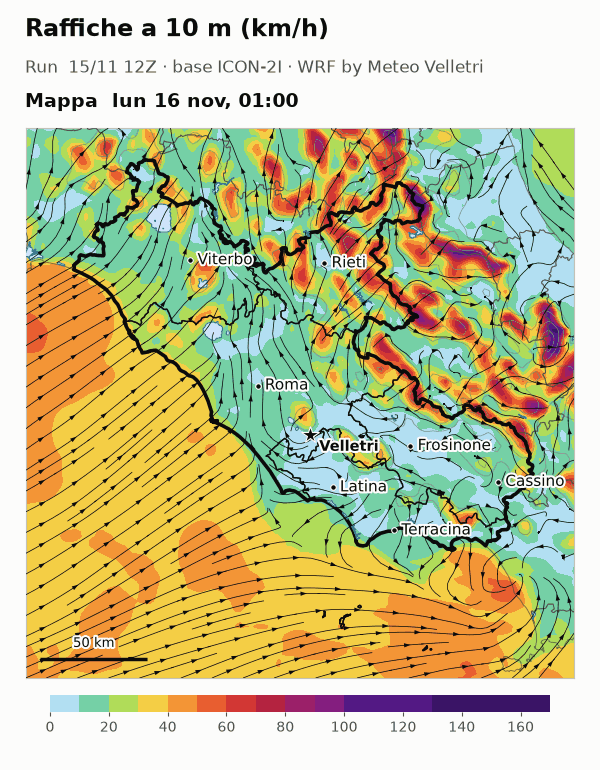 Raffiche a 10 m (km/h)
Run  15/11 12Z · base ICON-2I · WRF by Meteo Velletri
Mappa  lun 16 nov, 01:00
Viterbo
Rieti
Roma
Velletri
Frosinone
Latina
Cassino
Terracina
50 km
0 20 40 60 80 100 120 140 160